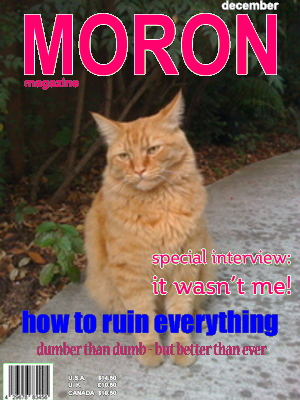 december
MORON
magazine
special interview:
it wasn't me!
how to ruin everything
dumber than dumb - but better than ever
U.S.A. $14.50
U.K. £10.50
CANADA $18.50